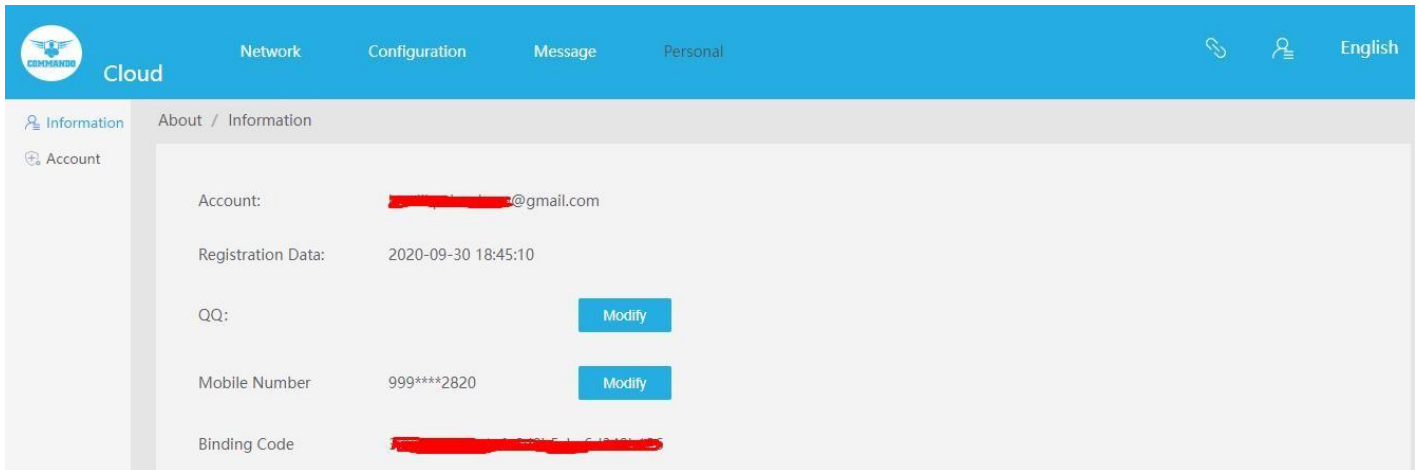 COMMANDO
Cloud
Network Configuration Message Personal English
Information
Account
About / Information
Account: @gmail.com
Registration Data: 2020-09-30 18:45:10
QQ: Modify
Mobile Number 999****2820 Modify
Binding Code